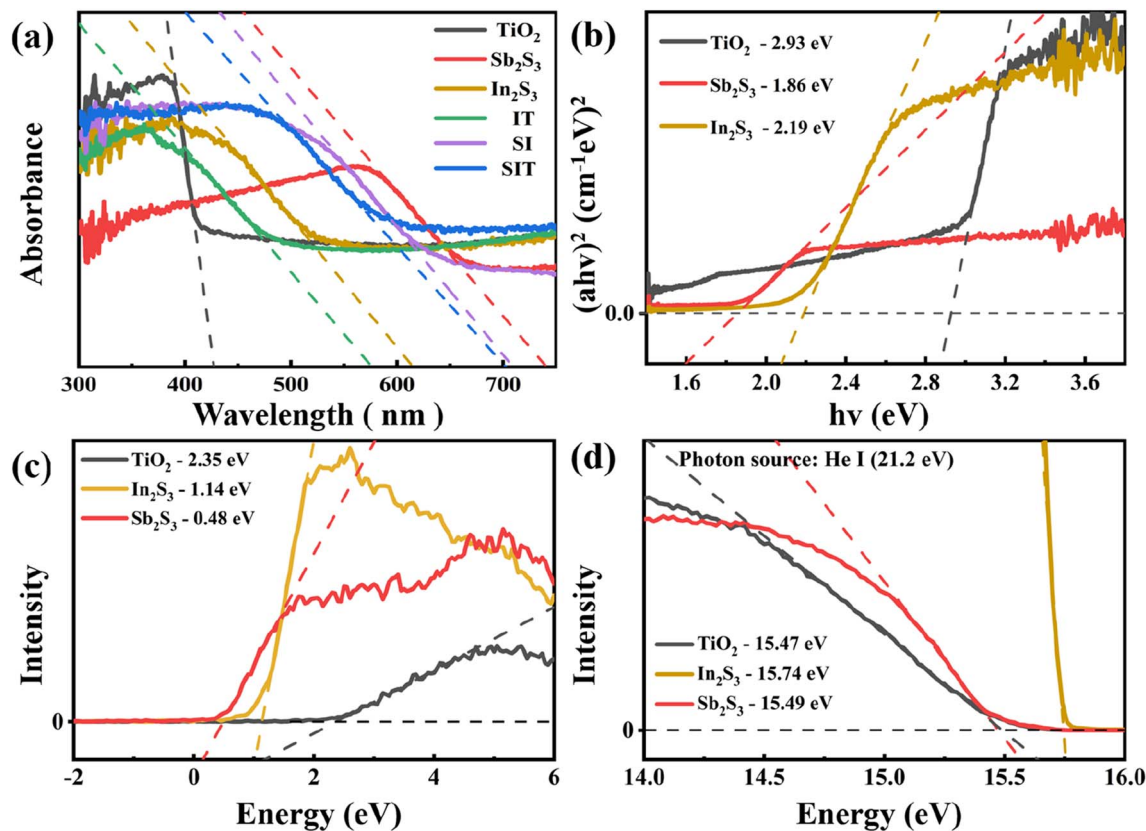 (a)
TiO₂
Sb₂S₃
In₂S₃
IT
SI
SIT
Absorbance
300 400 500 600 700
Wavelength ( nm )
(b)
TiO₂ - 2.93 eV
Sb₂S₃ - 1.86 eV
In₂S₃ - 2.19 eV
(ahv)² (cm⁻¹eV)²
0.0
1.6 2.0 2.4 2.8 3.2 3.6
hv (eV)
(c)
TiO₂ - 2.35 eV
In₂S₃ - 1.14 eV
Sb₂S₃ - 0.48 eV
Intensity
0
-2 0 2 4 6
Energy (eV)
(d)
Photon source: He I (21.2 eV)
TiO₂ - 15.47 eV
In₂S₃ - 15.74 eV
Sb₂S₃ - 15.49 eV
Intensity
0
14.0 14.5 15.0 15.5 16.0
Energy (eV)